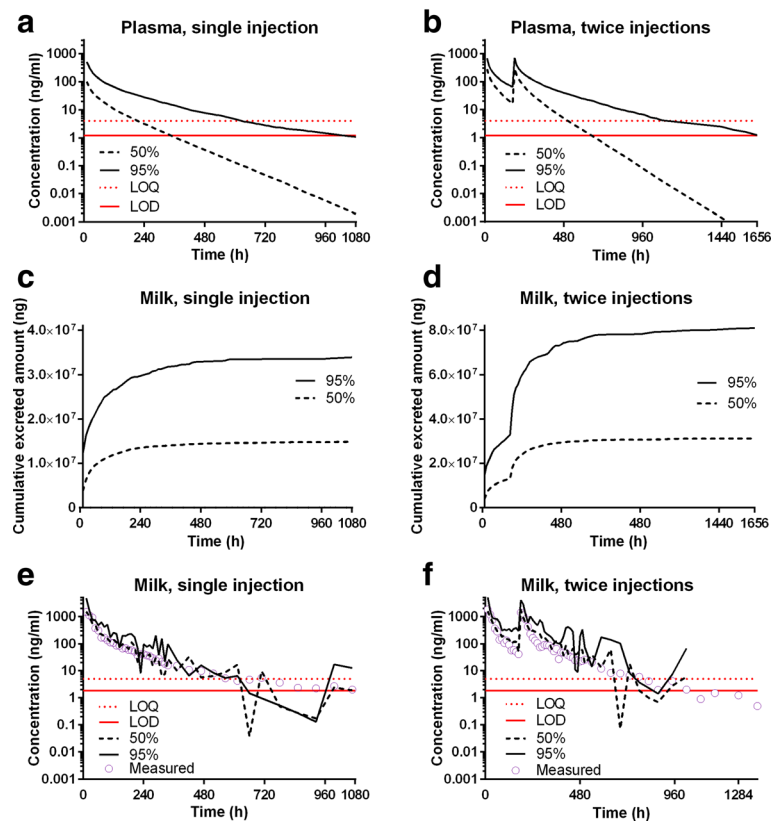 a
Plasma, single injection
Concentration (ng/ml)
1000
100
10
1
0.1
0.01
0.001
50%
95%
LOQ
LOD
0 240 480 720 960 1080
Time (h)
b
Plasma, twice injections
Concentration (ng/ml)
1000
100
10
1
0.1
0.01
0.001
50%
95%
LOQ
LOD
0 480 960 1440 1656
Time (h)
c
Milk, single injection
Cumulative excreted amount (ng)
4.0×10⁷
3.0×10⁷
2.0×10⁷
1.0×10⁷
0
95%
50%
0 240 480 720 960 1080
Time (h)
d
Milk, twice injections
Cumulative excreted amount (ng)
8.0×10⁷
6.0×10⁷
4.0×10⁷
2.0×10⁷
0
95%
50%
0 480 960 1440 1656
Time (h)
e
Milk, single injection
Concentration (ng/ml)
1000
100
10
1
0.1
0.01
0.001
LOQ
LOD
50%
95%
Measured
0 240 480 720 960 1080
Time (h)
f
Milk, twice injections
Concentration (ng/ml)
1000
100
10
1
0.1
0.01
0.001
LOQ
LOD
50%
95%
Measured
0 480 960 1284
Time (h)